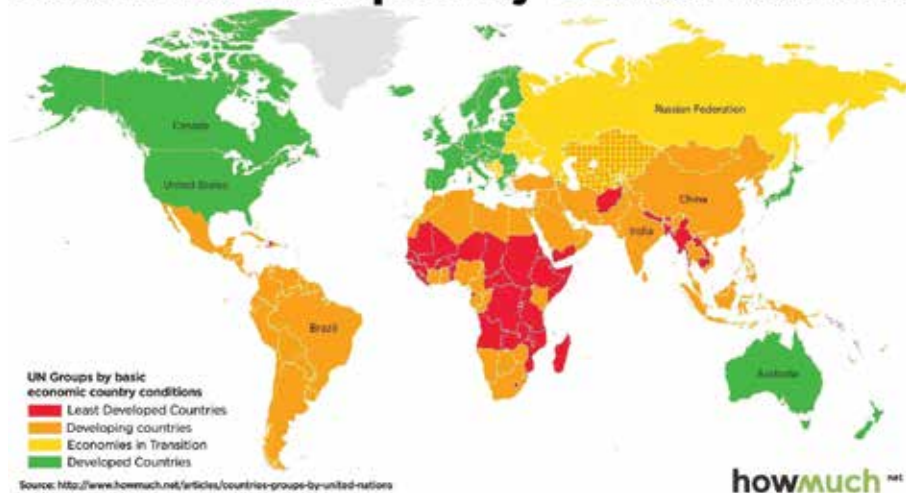 Canada
Russian Federation
United States
China
India
Brazil
Australia
UN Groups by basic
economic country conditions
Least Developed Countries
Developing countries
Economies in Transition
Developed Countries
Source: http://www.howmuch.net/articles/countries-groups-by-united-nations
howmuch.net